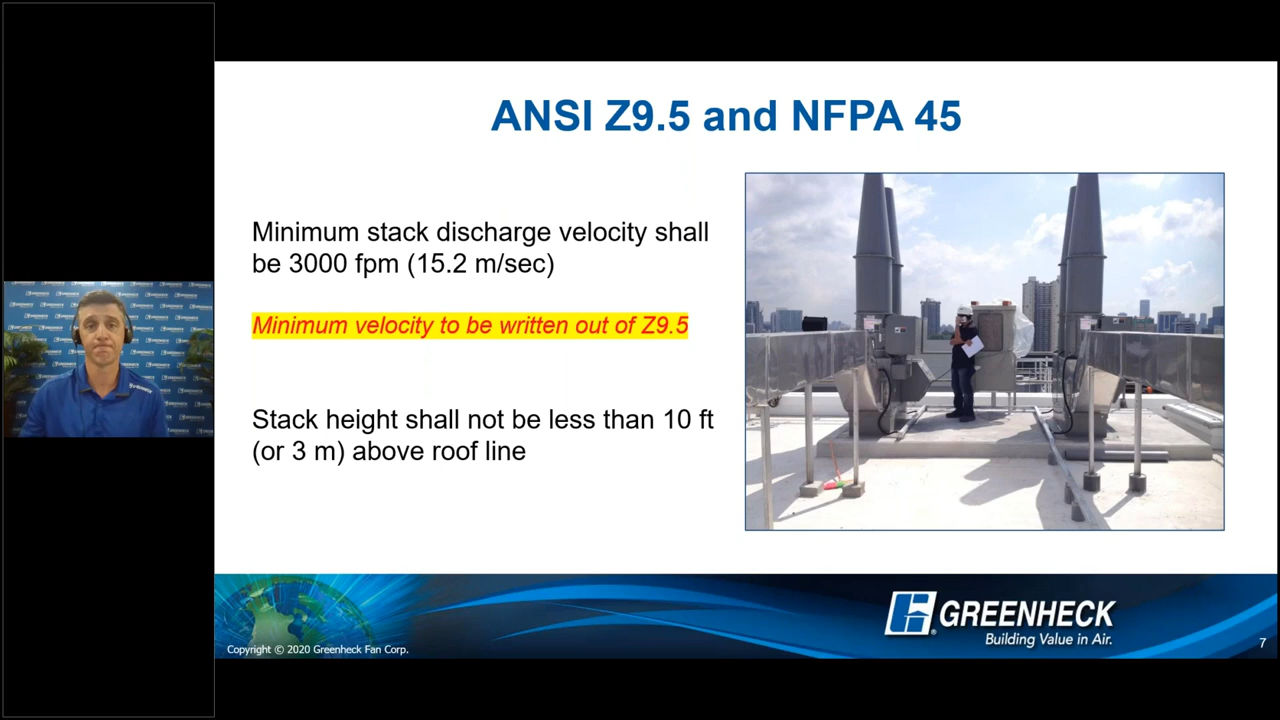 ANSI Z9.5 and NFPA 45
Minimum stack discharge velocity shall
be 3000 fpm (15.2 m/sec)
Minimum velocity to be written out of Z9.5
Stack height shall not be less than 10 ft
(or 3 m) above roof line
GREENHECK
Building Value in Air.
Copyright © 2020 Greenheck Fan Corp.
7